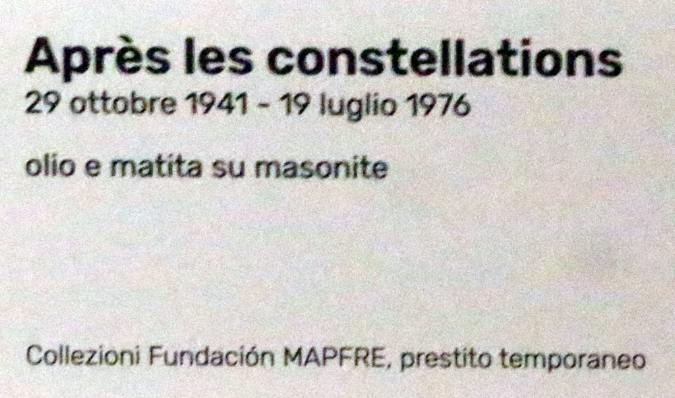 Après les constellations
29 ottobre 1941 - 19 luglio 1976
olio e matita su masonite
Collezioni Fundación MAPFRE, prestito temporaneo